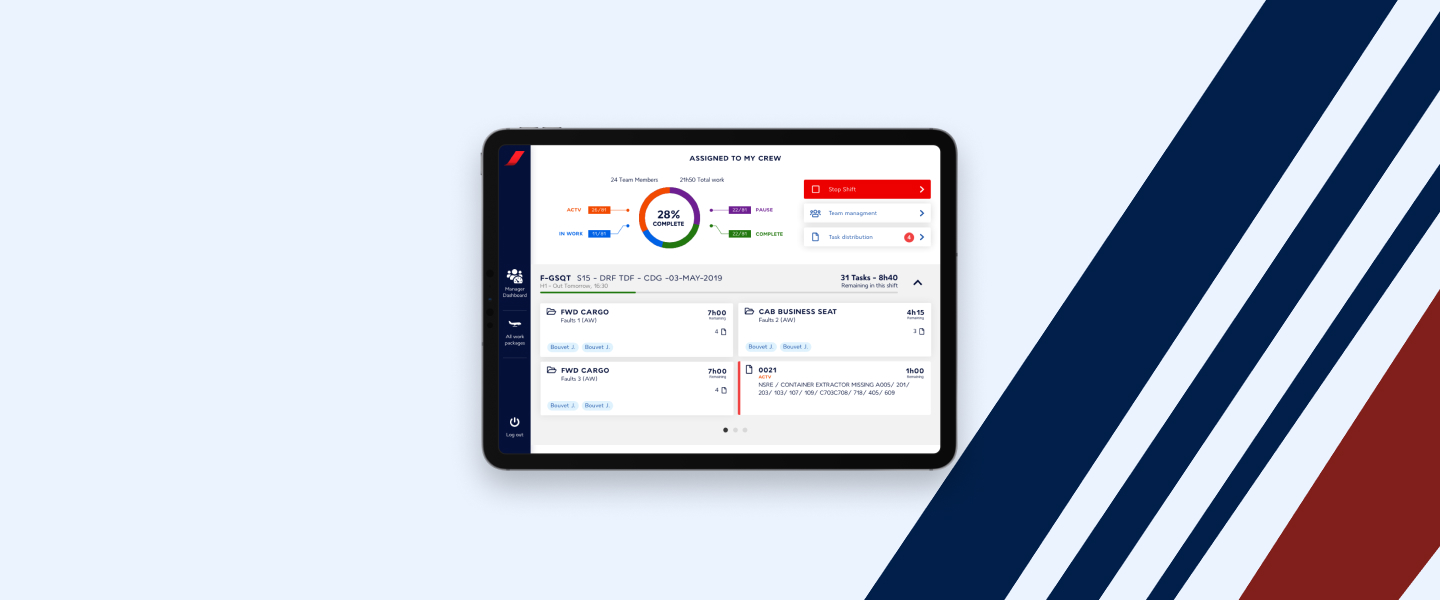 ASSIGNED TO MY CREW
24 Team Members 21h50 Total work
ACTV
PAUSE
28%
COMPLETE
IN WORK 11/81
22/81 COMPLETE
Stop Shift
Team managment
Task distribution 4
Manager
Dashboard
All work
packages
Log out
F-GSQT S15 - DRF TDF - CDG -03-MAY-2019
H1 - Out Tomorrow, 16:30
31 Tasks - 8h40
Remaining in this shift
FWD CARGO 7h00
Remaining
Faults 1 (AW)
4
Bouvet J. Bouvet J.
CAB BUSINESS SEAT 4h15
Remaining
Faults 2 (AW)
3
Bouvet J. Bouvet J.
FWD CARGO 7h00
Remaining
Faults 3 (AW)
4
Bouvet J. Bouvet J.
0021 1h00
Remaining
ACTV
NSRE / CONTAINER EXTRACTOR MISSING A005/ 201/
203/ 103/ 107/ 109/ C703C708/ 718/ 405/ 609